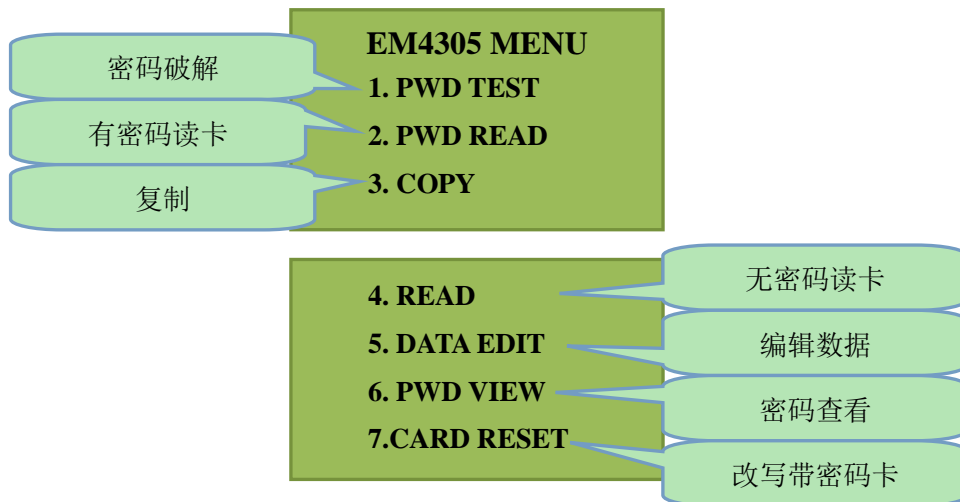 EM4305 MENU
密码破解
1. PWD TEST
有密码读卡
2. PWD READ
复制
3. COPY
4. READ
无密码读卡
5. DATA EDIT
编辑数据
6. PWD VIEW
密码查看
7.CARD RESET
改写带密码卡